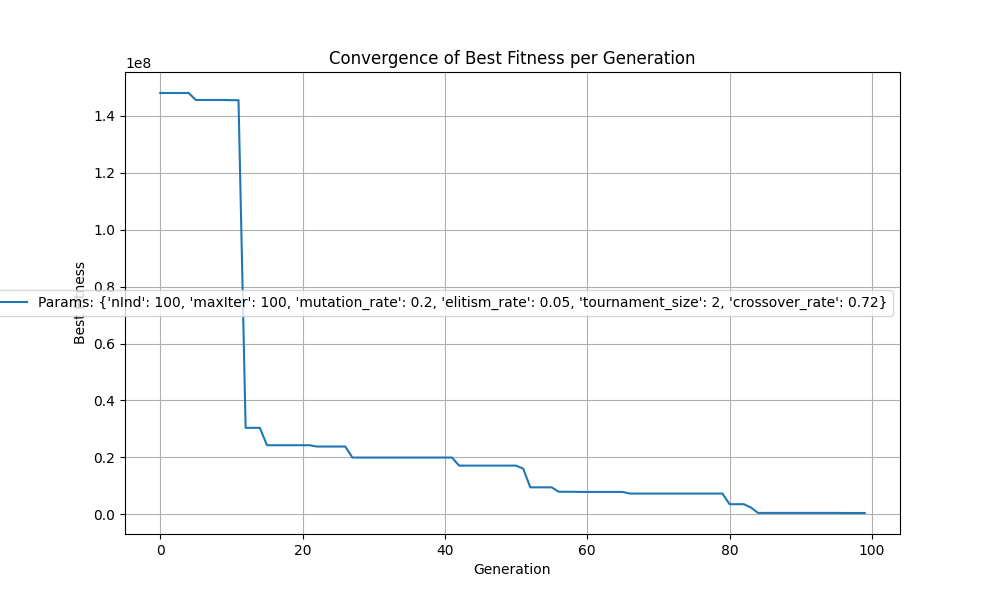 Convergence of Best Fitness per Generation
1e8
1.4
1.2
1.0
0.8
0.6
0.4
0.2
0.0
Best
Params: {'nInd': 100, 'maxIter': 100, 'mutation_rate': 0.2, 'elitism_rate': 0.05, 'tournament_size': 2, 'crossover_rate': 0.72}
0 20 40 60 80 100
Generation